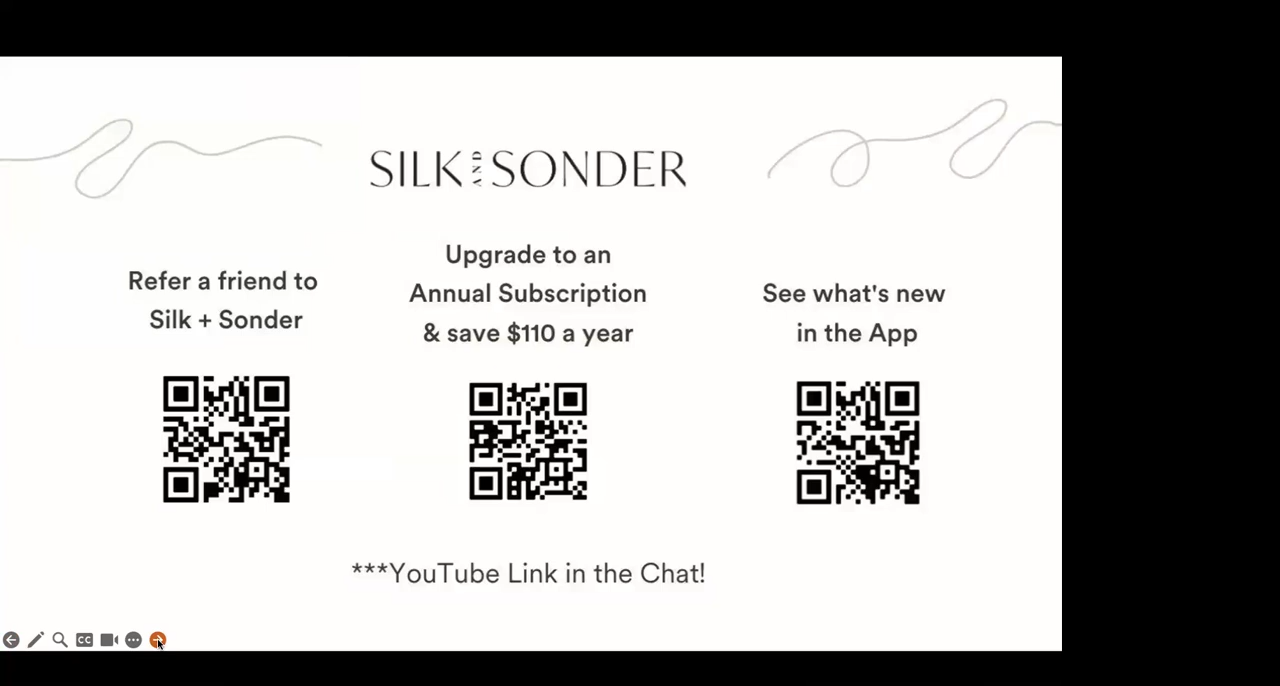 SILK AND SONDER
Refer a friend to
Silk + Sonder
Upgrade to an
Annual Subscription
& save $110 a year
See what's new
in the App
***YouTube Link in the Chat!
CC